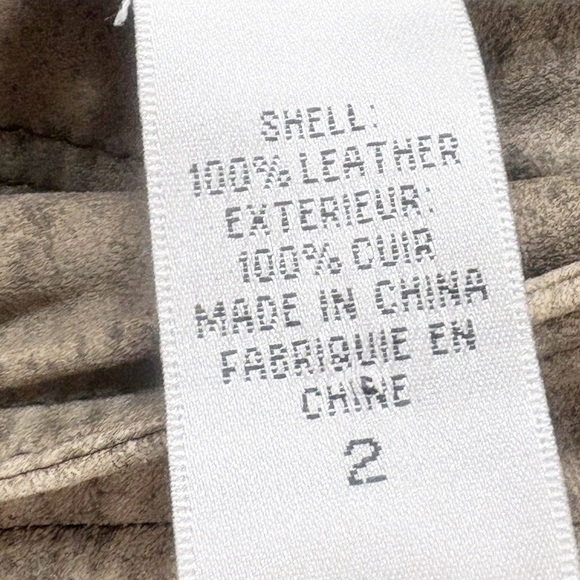 SHELL:
100% LEATHER
EXTERIEUR:
100% CUIR
MADE IN CHINA
FABRIQUIE EN
CHINE
2